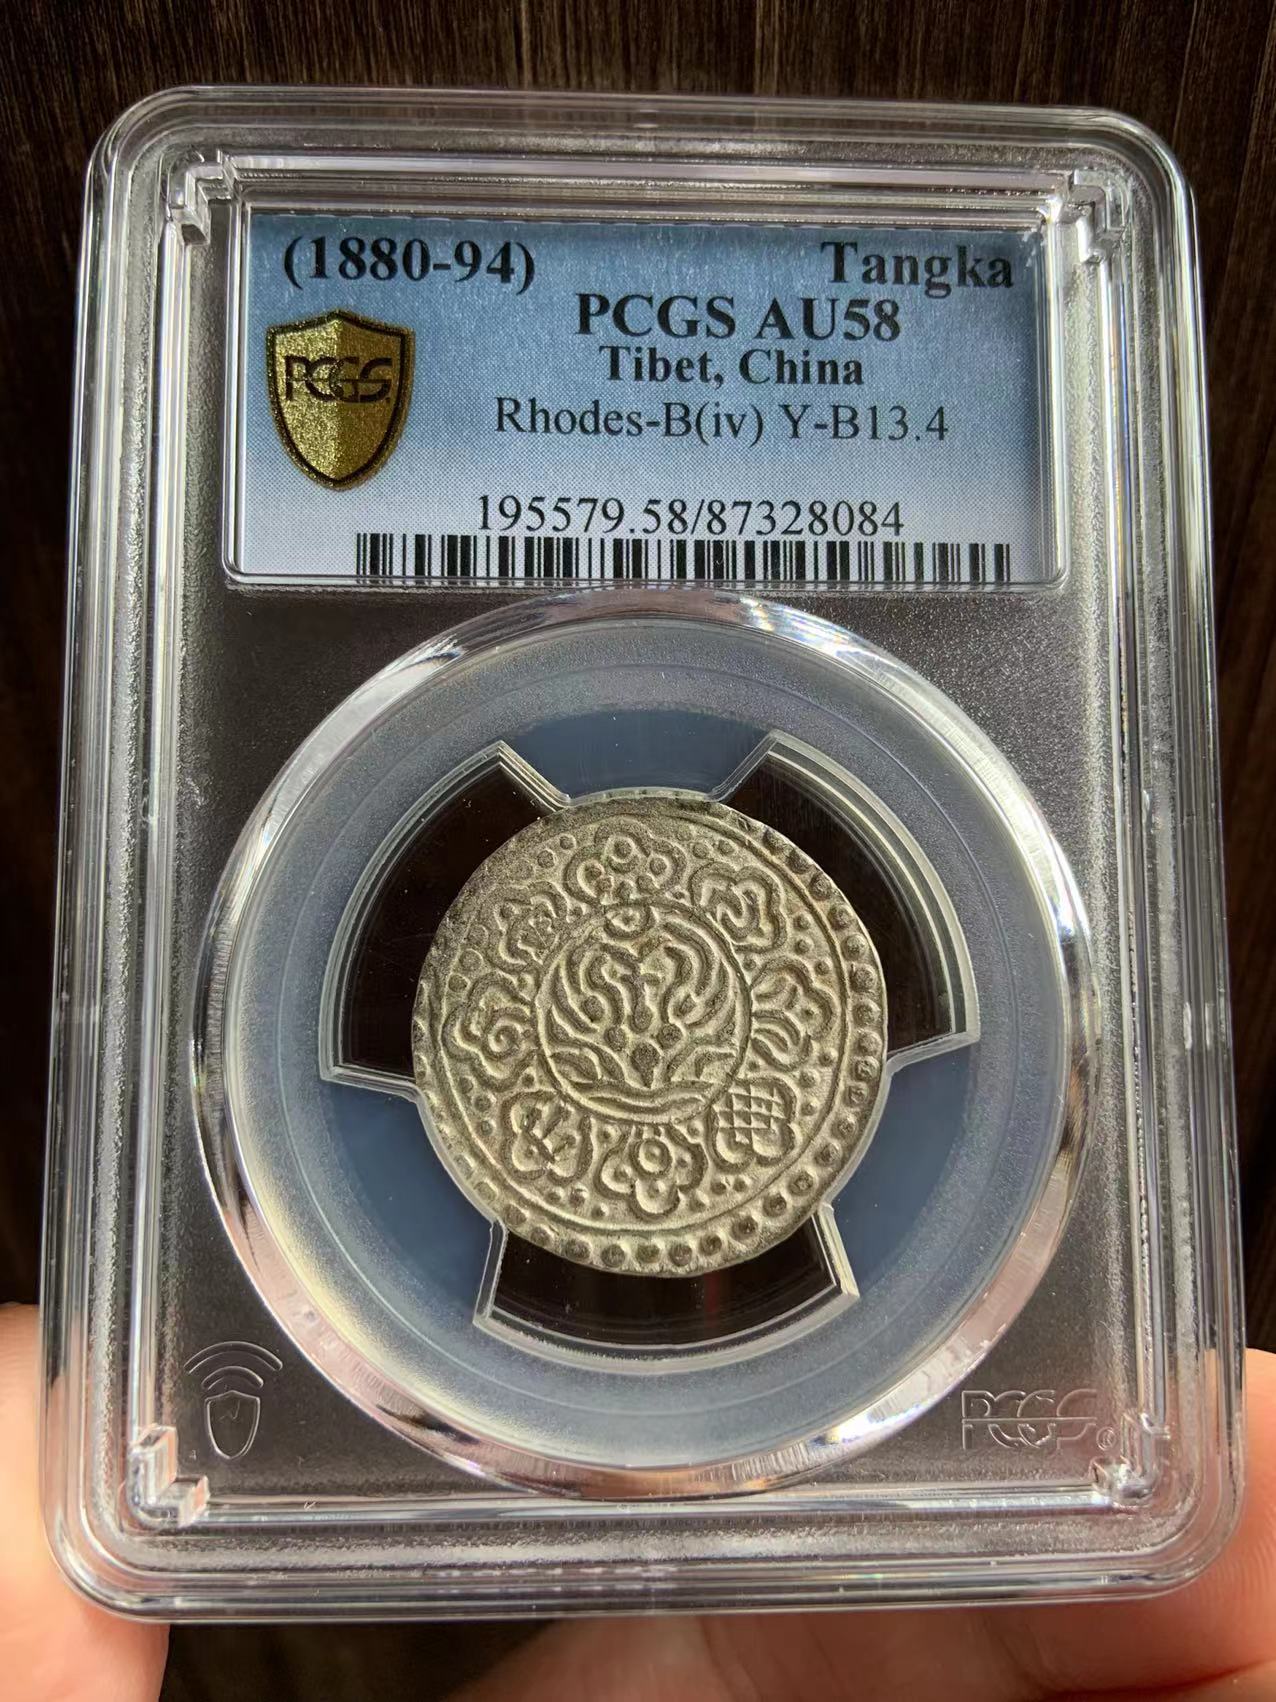 (1880-94) Tangka
PCGS AU58
PCGS
Tibet, China
Rhodes-B(iv) Y-B13.4
195579.58/87328084
PCGS